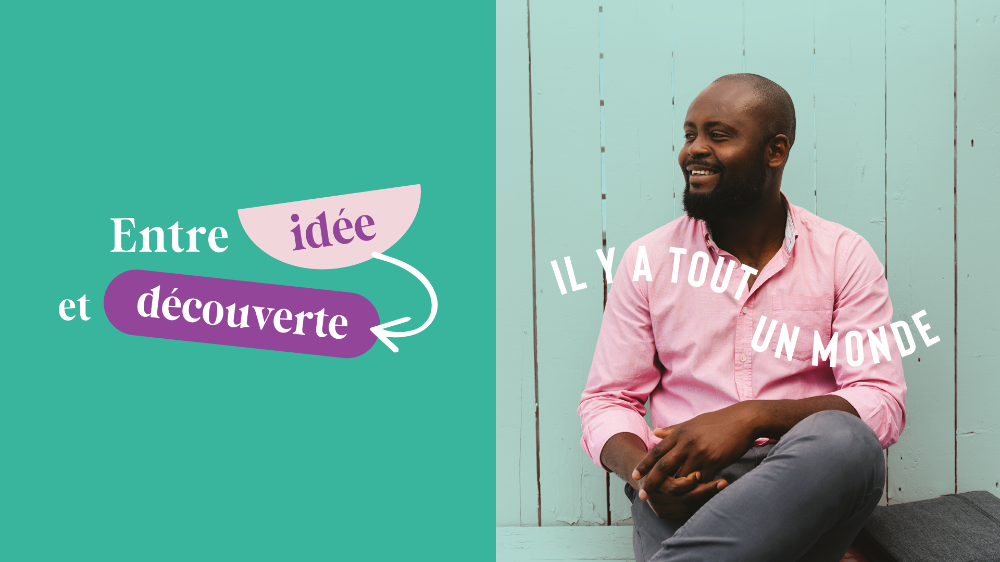 Entre idée
et découverte
IL Y A TOUT
UN MONDE